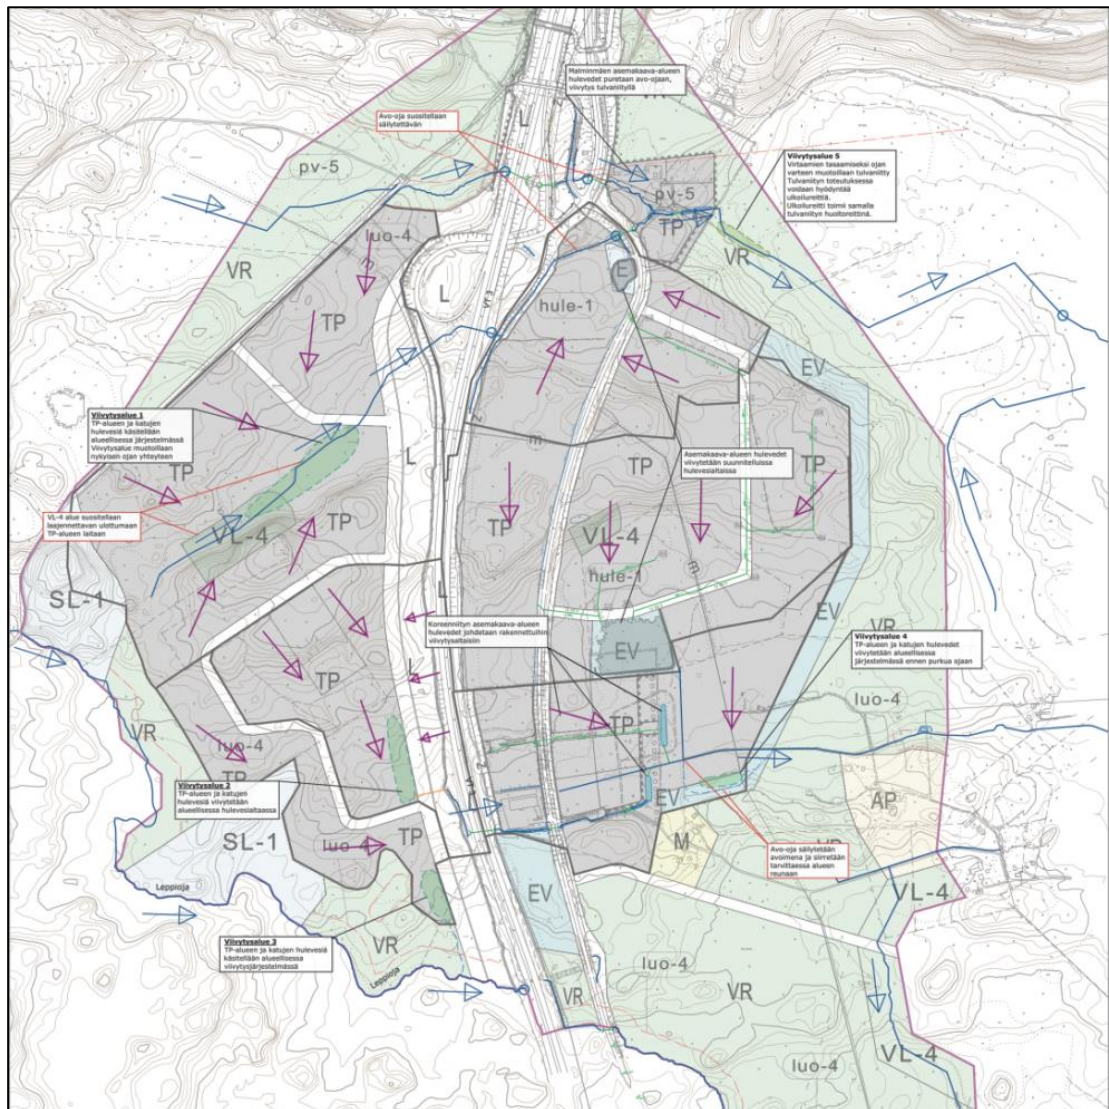 Malminmäen asemakaava-alueen
hulevedet puretaan avo-ojaan,
viivytys tulvaniityllä
VR
L
Avo-oja suositellaan
säilytettävän
pv-5
Viivytysalue 5
Virtaamien tasaamiseksi ojan
varteen muotoillaan tulvaniitty
Tulvaniityn toteutuksessa
voidaan hyödyntää
ulkoilureittiä.
Ulkoilureitti toimii samalla
tulvaniityn huoltoreittinä.
pv-5
TP
luo-4
VR
VR
E
L
hule-1
TP
EV
Viivytysalue 1
TP-alueen ja katujen
hulevesiä käsitellään
alueellisessa järjestelmässä
Viivytysalue muotoillaan
nykyisen ojan yhteyteen
TP
L
Asemakaava-alueen hulevedet
viivytetään suunnitelluissa
hulevesialtaissa
TP
TP
VL-4 alue suositellaan
laajennettavan ulottumaan
TP-alueen laitaan
VL-4
TP
VL-4
hule-1
SL-1
L
Koreennityn asemakaava-alueen
hulevedet johdetaan rakennettuihin
viivytysaltaisiin
EV
EV
Viivytysalue 4
TP-alueen ja katujen hulevedet
viivytetään alueellisessa
järjestelmässä ennen purkua ojaan
L
TP
luo-4
VR
luo-4
TP
TP
Viivytysalue 2
TP-alueen ja katujen
hulevesiä viivytetään
alueellisessa hulevesialtaassa
EV
AP
SL-1
luo-4
TP
M
VR
Avo-oja säilytetään
avoimena ja siirretään
tarvittaessa alueen
reunaan
Leppioja
EV
VL-4
Viivytysalue 3
TP-alueen ja katujen hulevesiä
käsitellään alueellisessa
viivytysjärjestelmässä
VR
Leppioja
luo-4
VR
VR
VL-4
luo-4